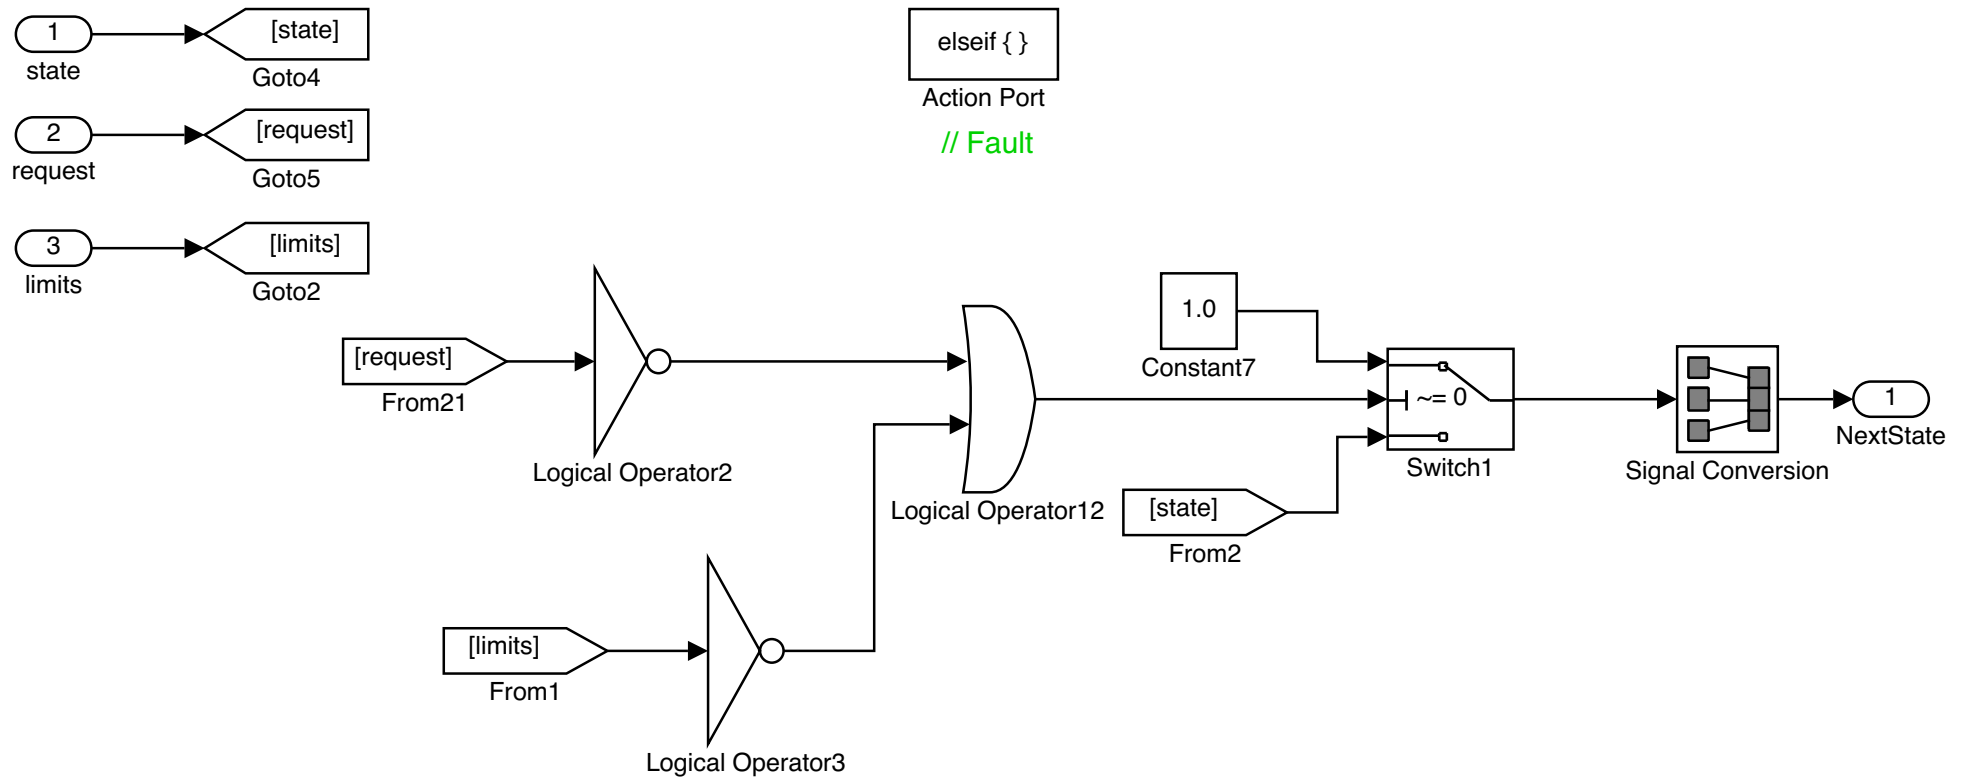 1
[state]
state
Goto4
2
[request]
request
Goto5
3
[limits]
limits
Goto2
elseif { }
Action Port
// Fault
[request]
From21
Logical Operator2
Logical Operator12
1.0
Constant7
~= 0
Switch1
[state]
From2
Signal Conversion
1
NextState
[limits]
From1
Logical Operator3